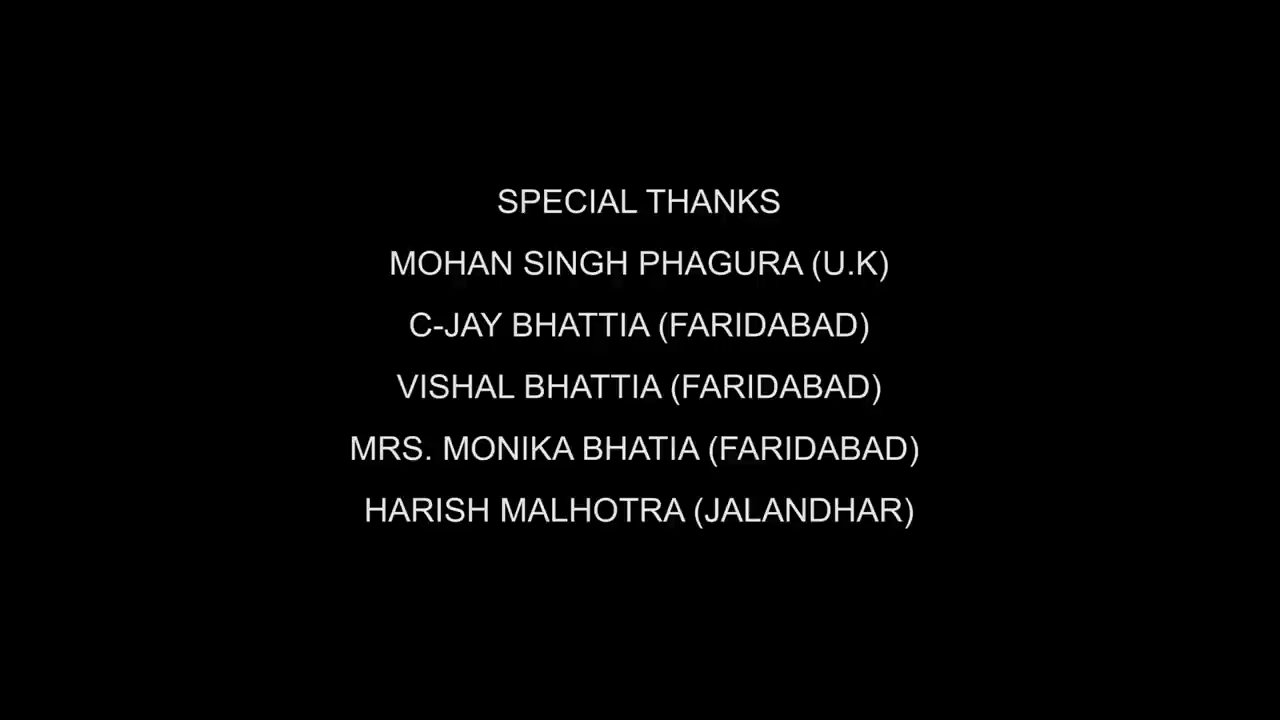 SPECIAL THANKS
MOHAN SINGH PHAGURA (U.K)
C-JAY BHATTIA (FARIDABAD)
VISHAL BHATTIA (FARIDABAD)
MRS. MONIKA BHATIA (FARIDABAD)
HARISH MALHOTRA (JALANDHAR)